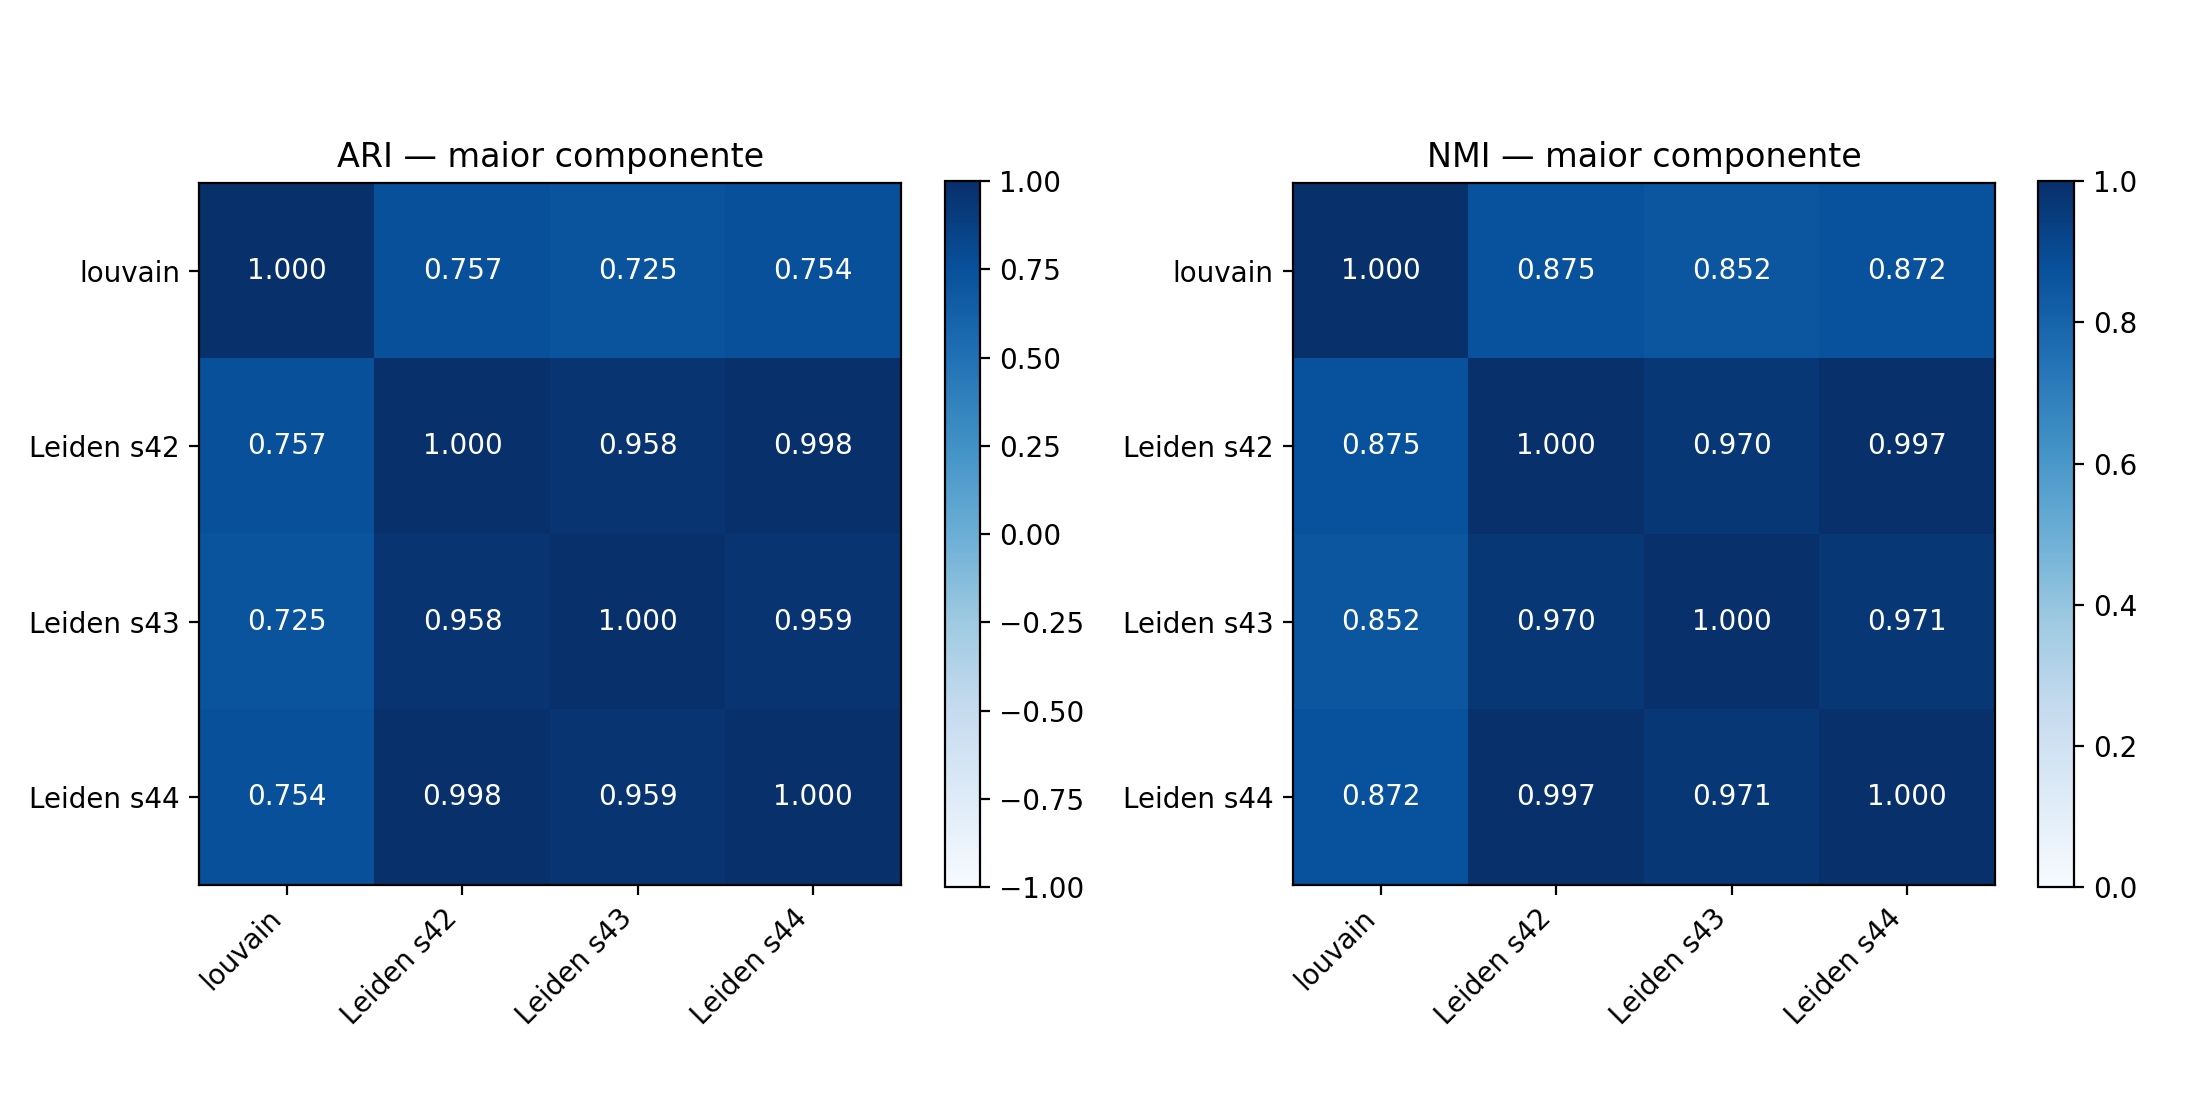 ARI — maior componente
louvain 1.000 0.757 0.725 0.754
Leiden s42 0.757 1.000 0.958 0.998
Leiden s43 0.725 0.958 1.000 0.959
Leiden s44 0.754 0.998 0.959 1.000
louvain Leiden s42 Leiden s43 Leiden s44
1.00
0.75
0.50
0.25
0.00
−0.25
−0.50
−0.75
−1.00
NMI — maior componente
louvain 1.000 0.875 0.852 0.872
Leiden s42 0.875 1.000 0.970 0.997
Leiden s43 0.852 0.970 1.000 0.971
Leiden s44 0.872 0.997 0.971 1.000
louvain Leiden s42 Leiden s43 Leiden s44
1.0
0.8
0.6
0.4
0.2
0.0